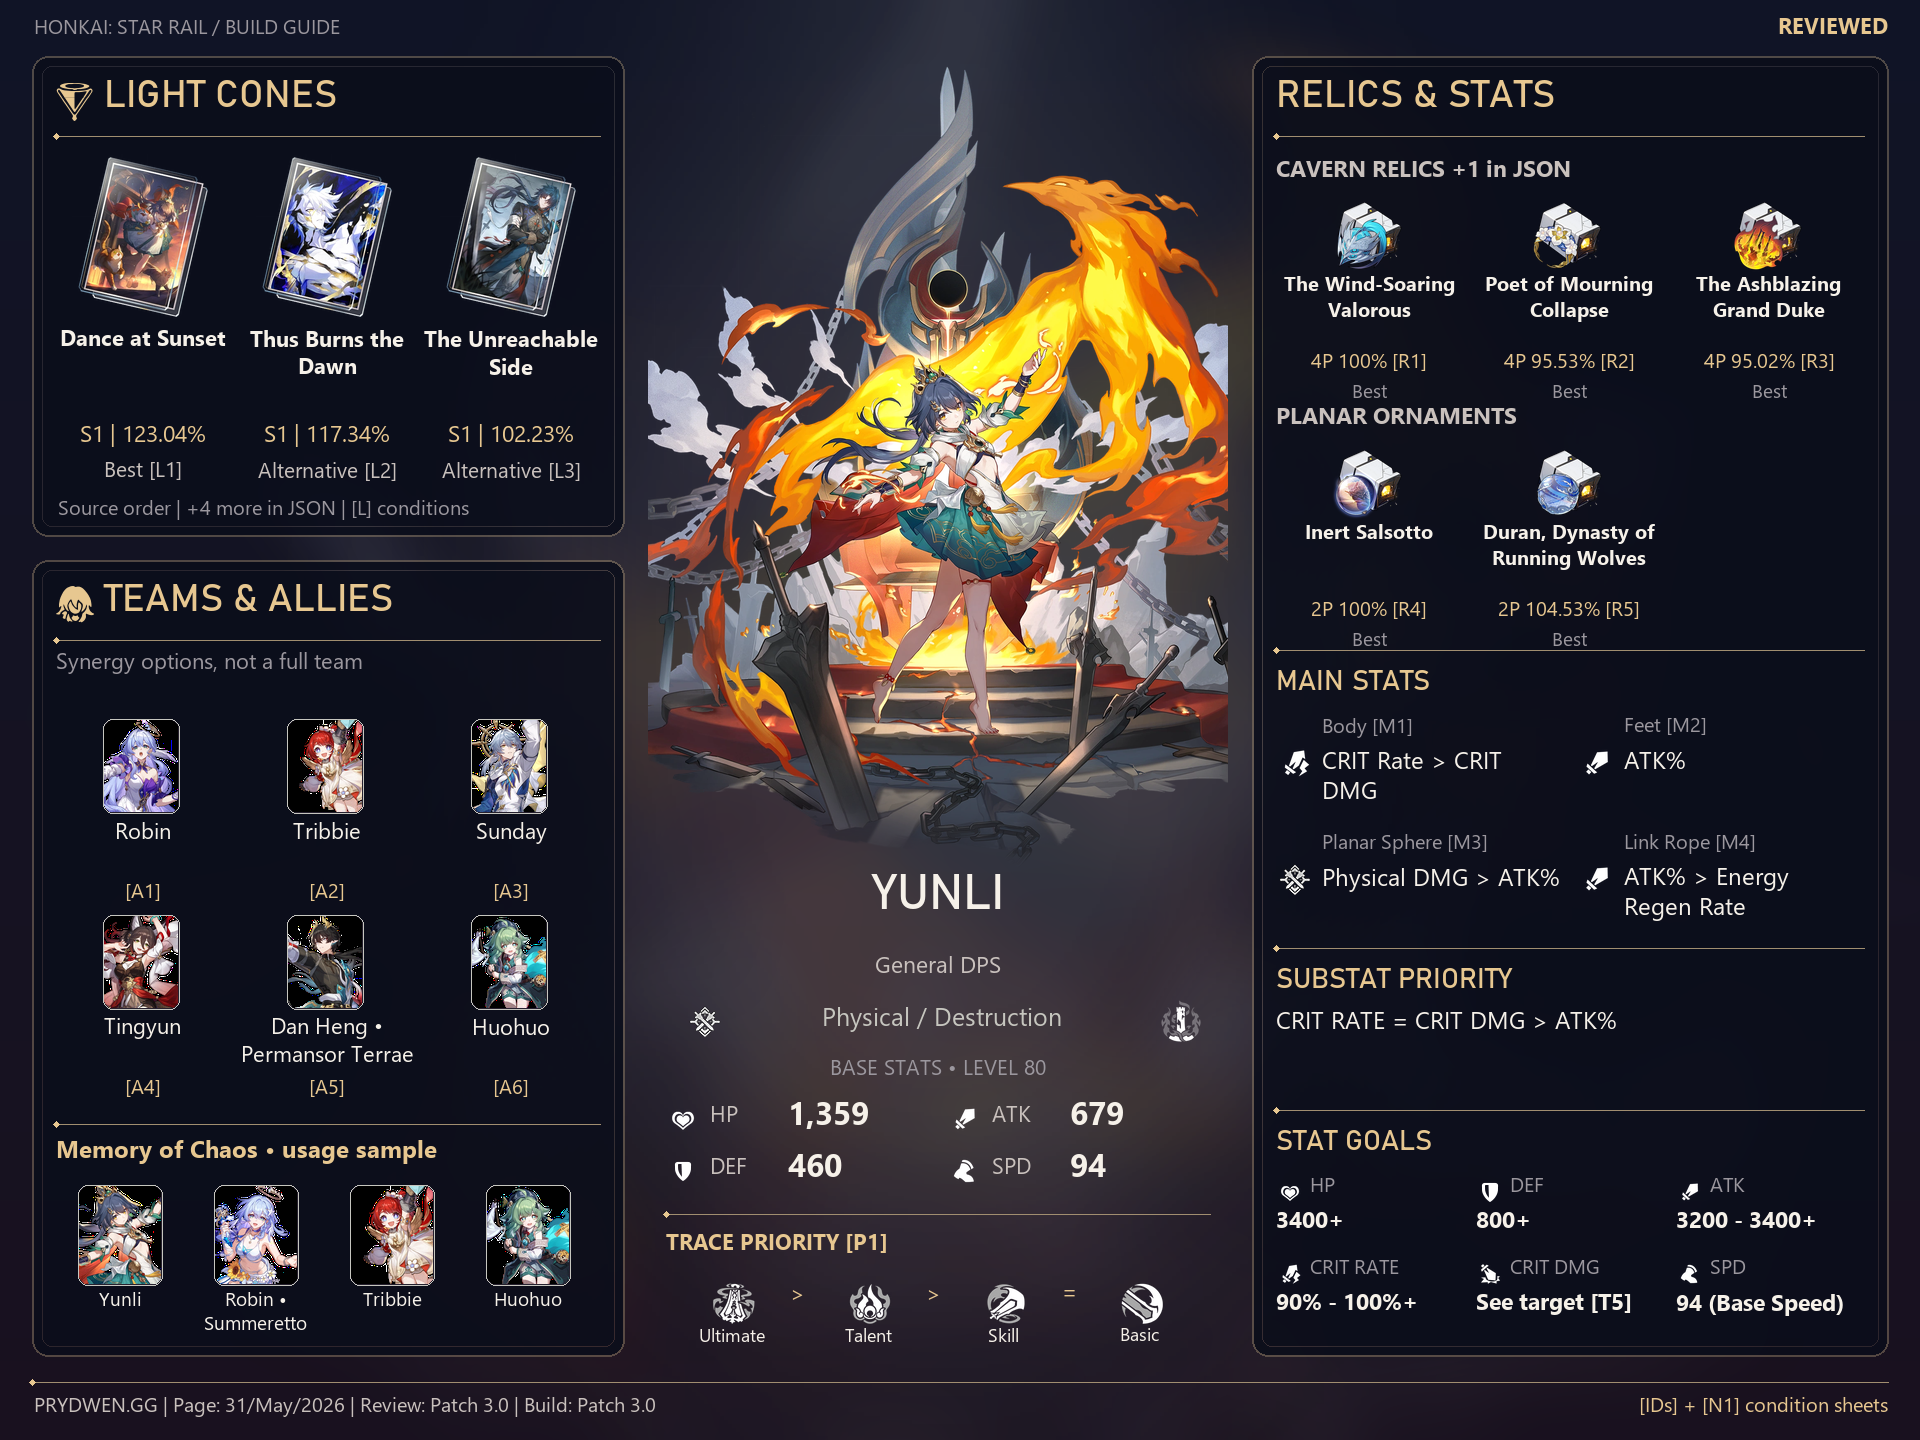 HONKAI: STAR RAIL / BUILD GUIDE
REVIEWED
LIGHT CONES
Dance at Sunset
S1 | 123.04%
Best [L1]
Thus Burns the
Dawn
S1 | 117.34%
Alternative [L2]
The Unreachable
Side
S1 | 102.23%
Alternative [L3]
Source order | +4 more in JSON | [L] conditions
TEAMS & ALLIES
Synergy options, not a full team
Robin
[A1]
Tribbie
[A2]
Sunday
[A3]
Tingyun
[A4]
Dan Heng •
Permansor Terrae
[A5]
Huohuo
[A6]
Memory of Chaos • usage sample
Yunli
Robin •
Summeretto
Tribbie
Huohuo
YUNLI
General DPS
Physical / Destruction
BASE STATS • LEVEL 80
HP 1,359
ATK 679
DEF 460
SPD 94
TRACE PRIORITY [P1]
Ultimate > Talent > Skill = Basic
RELICS & STATS
CAVERN RELICS +1 in JSON
The Wind-Soaring
Valorous
4P 100% [R1]
Best
Poet of Mourning
Collapse
4P 95.53% [R2]
Best
The Ashblazing
Grand Duke
4P 95.02% [R3]
Best
PLANAR ORNAMENTS
Inert Salsotto
2P 100% [R4]
Best
Duran, Dynasty of
Running Wolves
2P 104.53% [R5]
Best
MAIN STATS
Body [M1]
CRIT Rate > CRIT
DMG
Feet [M2]
ATK%
Planar Sphere [M3]
Physical DMG > ATK%
Link Rope [M4]
ATK% > Energy
Regen Rate
SUBSTAT PRIORITY
CRIT RATE = CRIT DMG > ATK%
STAT GOALS
HP
3400+
DEF
800+
ATK
3200 - 3400+
CRIT RATE
90% - 100%+
CRIT DMG
See target [T5]
SPD
94 (Base Speed)
PRYDWEN.GG | Page: 31/May/2026 | Review: Patch 3.0 | Build: Patch 3.0
[IDs] + [N1] condition sheets